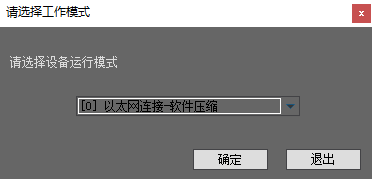 请选择工作模式
x
请选择设备运行模式
[0] 以太网连接-软件压缩
确定
退出